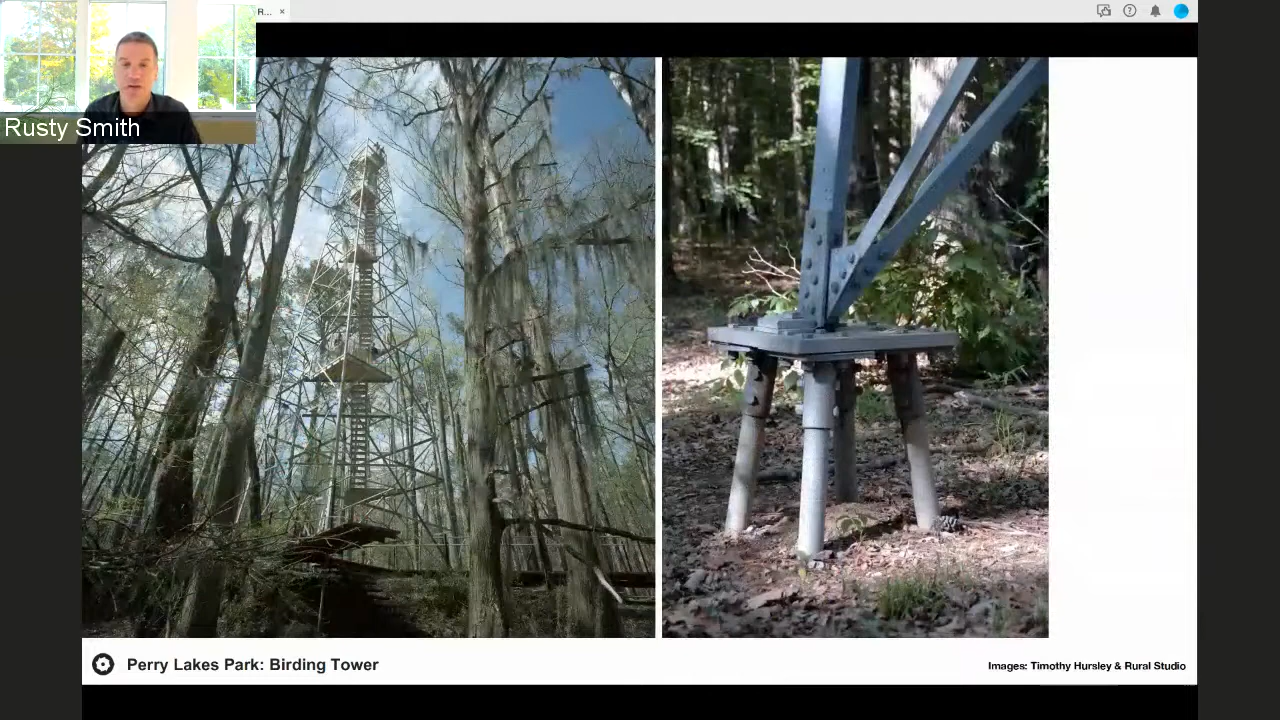 R... ×
Rusty Smith
Perry Lakes Park: Birding Tower
Images: Timothy Hursley & Rural Studio